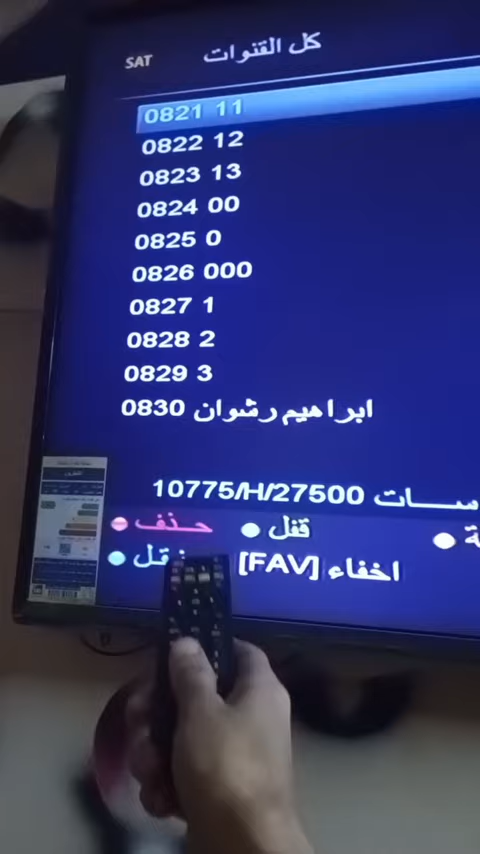 SAT
كل القنوات
0821 11
0822 12
0823 13
0824 00
0825 0
0826 000
0827 1
0828 2
0829 3
0830 ابراهيم رشوان
10775/H/27500
حذف
قفل
اخفاء [FAV]